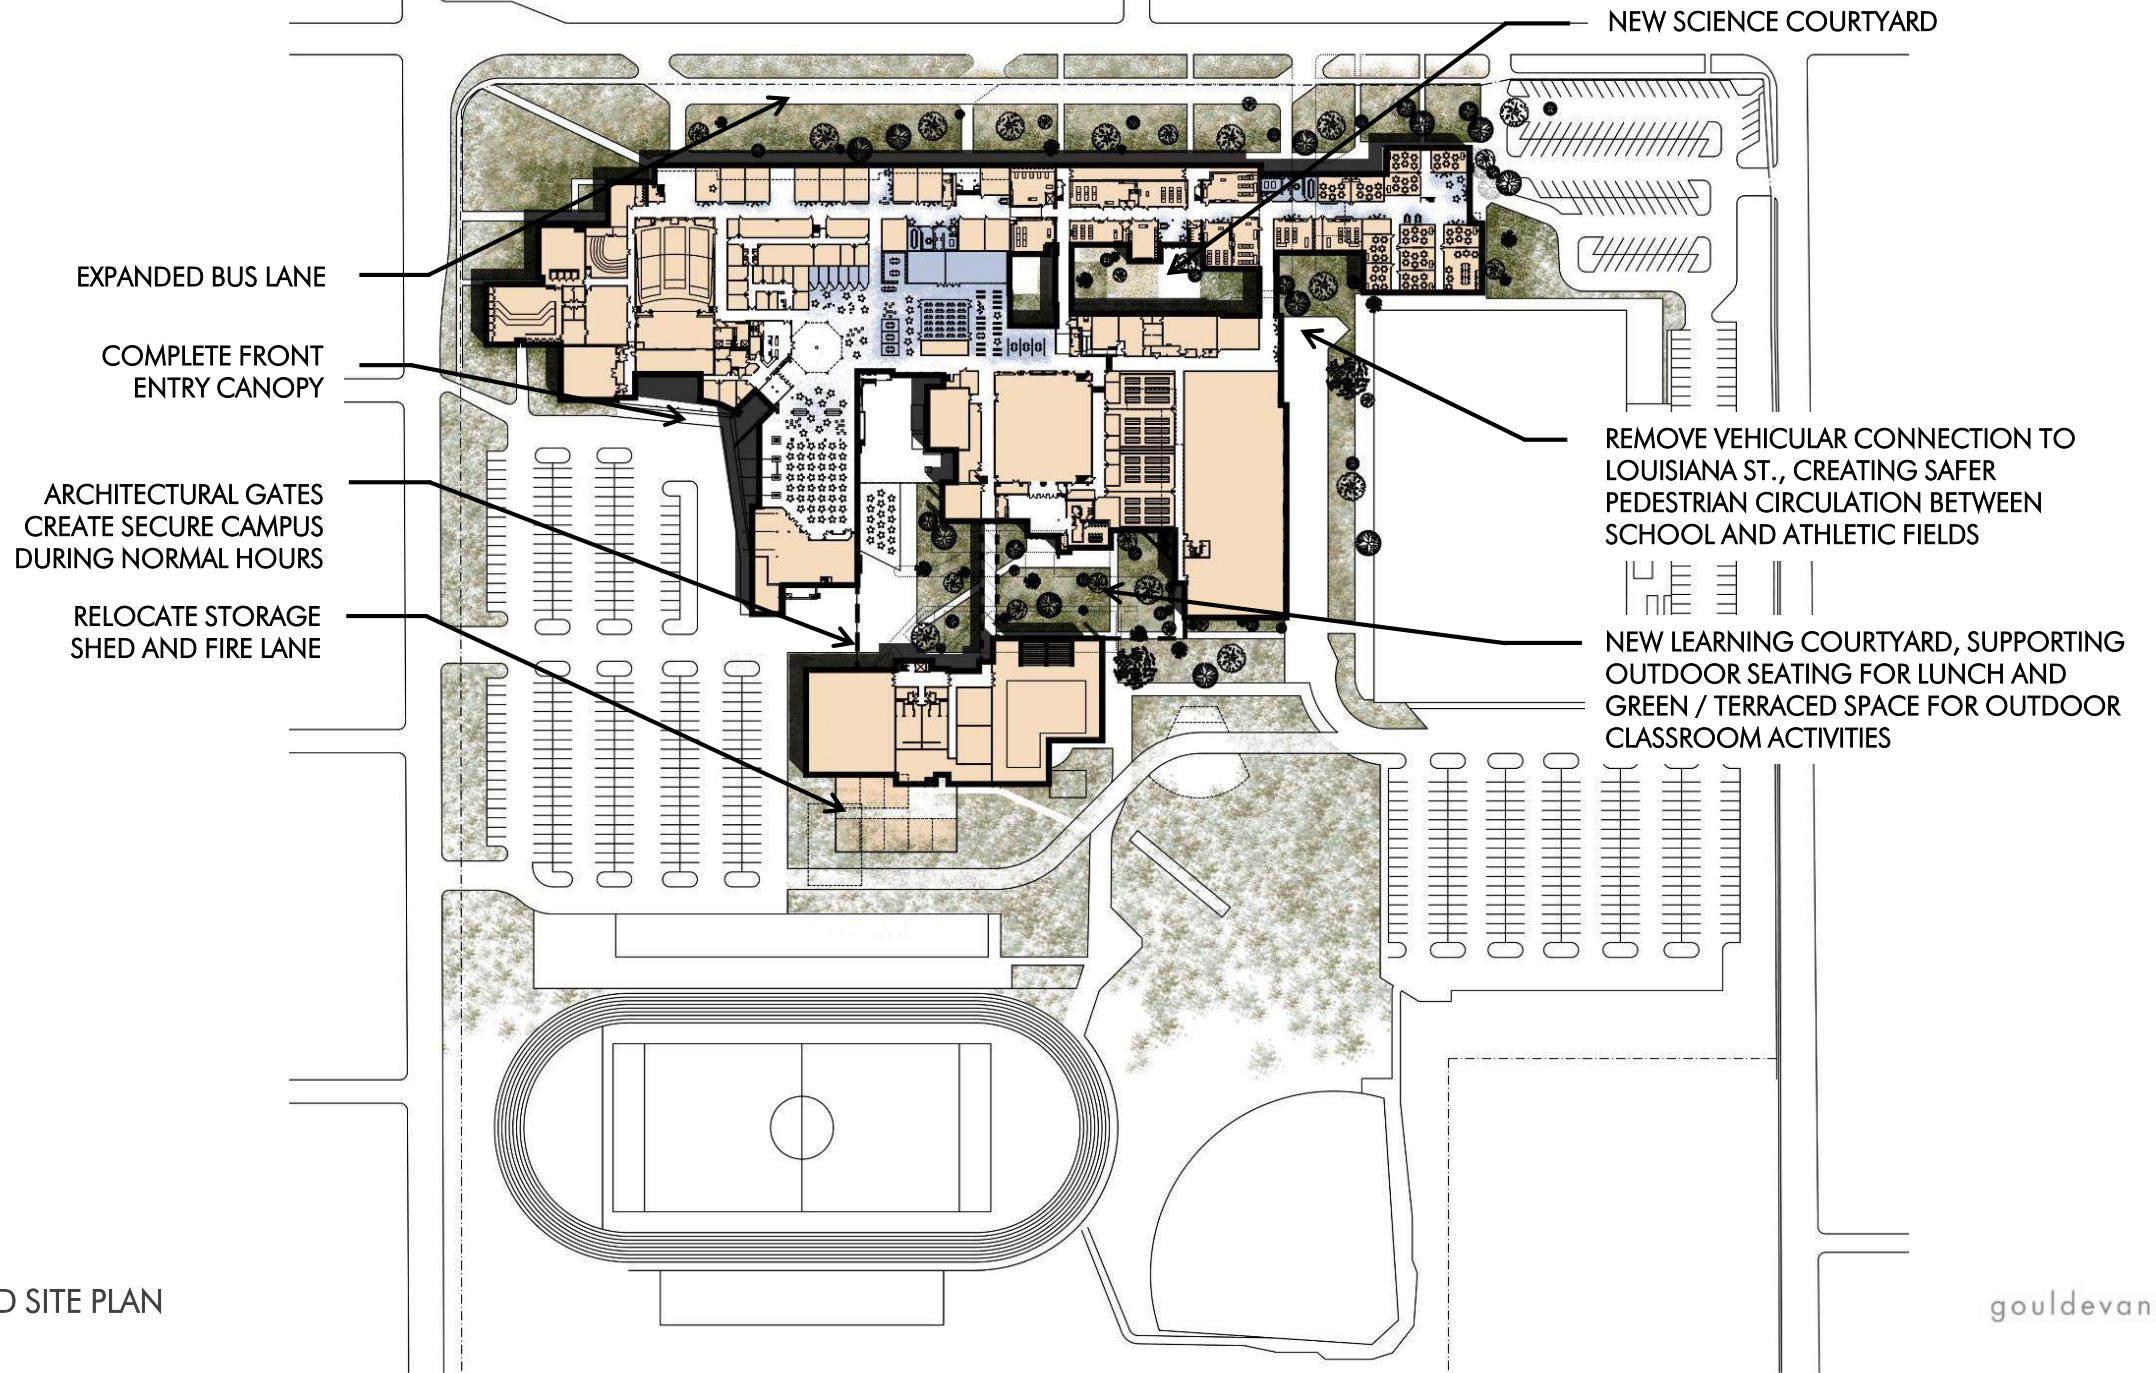 NEW SCIENCE COURTYARD
EXPANDED BUS LANE
COMPLETE FRONT
ENTRY CANOPY
ARCHITECTURAL GATES
CREATE SECURE CAMPUS
DURING NORMAL HOURS
RELOCATE STORAGE
SHED AND FIRE LANE
REMOVE VEHICULAR CONNECTION TO
LOUISIANA ST., CREATING SAFER
PEDESTRIAN CIRCULATION BETWEEN
SCHOOL AND ATHLETIC FIELDS
NEW LEARNING COURTYARD, SUPPORTING
OUTDOOR SEATING FOR LUNCH AND
GREEN / TERRACED SPACE FOR OUTDOOR
CLASSROOM ACTIVITIES
D SITE PLAN
gouldevan